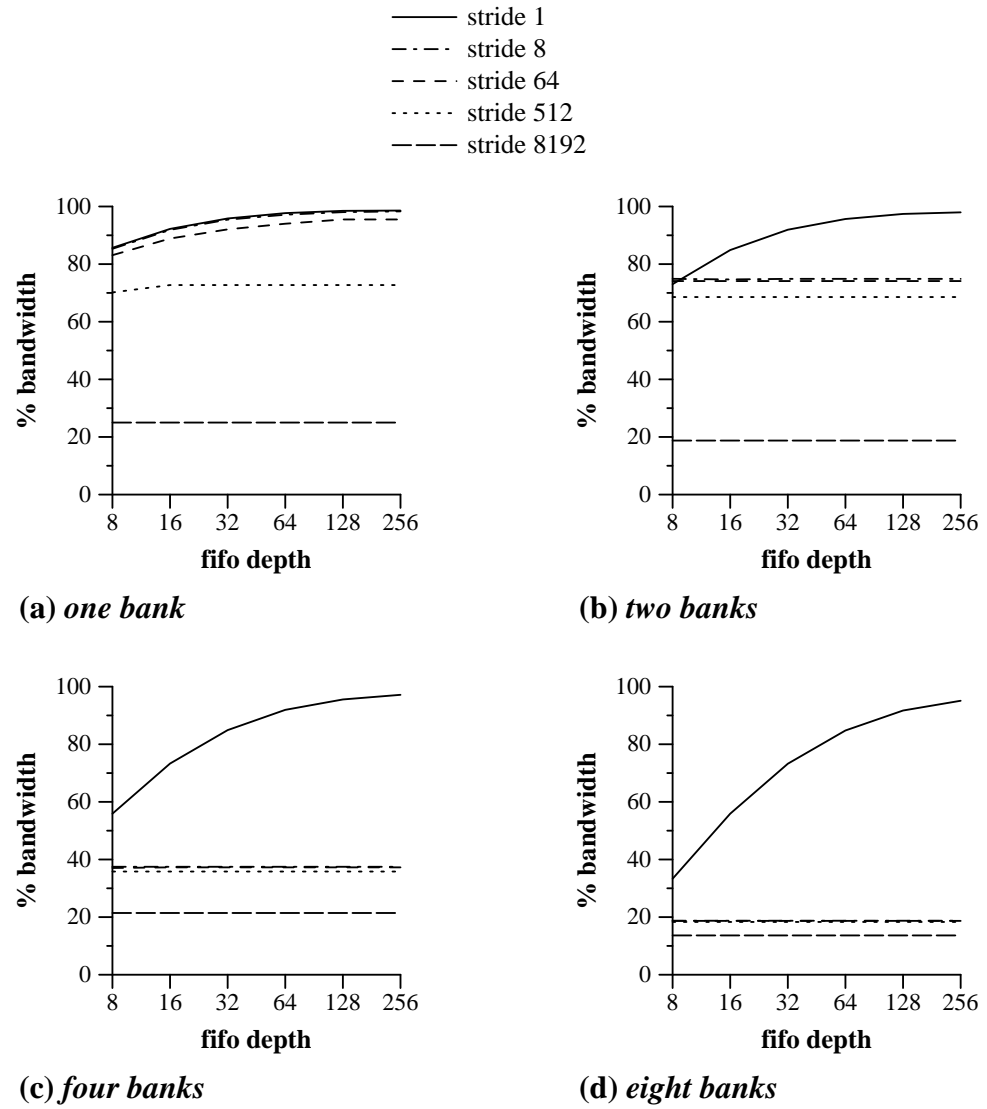 stride 1
stride 8
stride 64
stride 512
stride 8192
100
80
60
40
20
0
% bandwidth
8 16 32 64 128 256
fifo depth
(a) one bank
100
80
60
40
20
0
% bandwidth
8 16 32 64 128 256
fifo depth
(b) two banks
100
80
60
40
20
0
% bandwidth
8 16 32 64 128 256
fifo depth
(c) four banks
100
80
60
40
20
0
% bandwidth
8 16 32 64 128 256
fifo depth
(d) eight banks